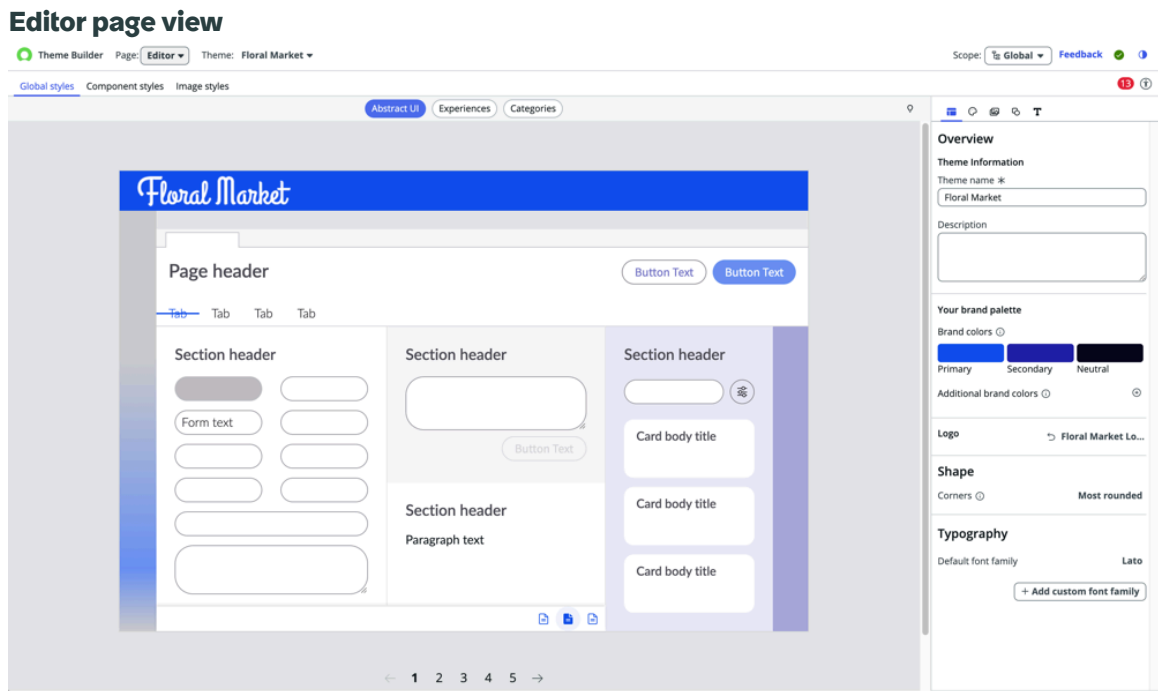 Editor page view
Theme Builder Page: Editor Theme: Floral Market Scope: Global Feedback
Global styles Component styles Image styles 13
Abstract UI Experiences Categories
Overview
Theme Information
Theme name *
Floral Market
Description
Your brand palette
Brand colors
Primary Secondary Neutral
Additional brand colors
Logo Floral Market Lo...
Shape
Corners Most rounded
Typography
Default font family Lato
+ Add custom font family
Floral Market
Page header Button Text Button Text
Tab Tab Tab Tab
Section header
Form text
Section header
Button Text
Section header
Paragraph text
Section header
Card body title
Card body title
Card body title
← 1 2 3 4 5 →